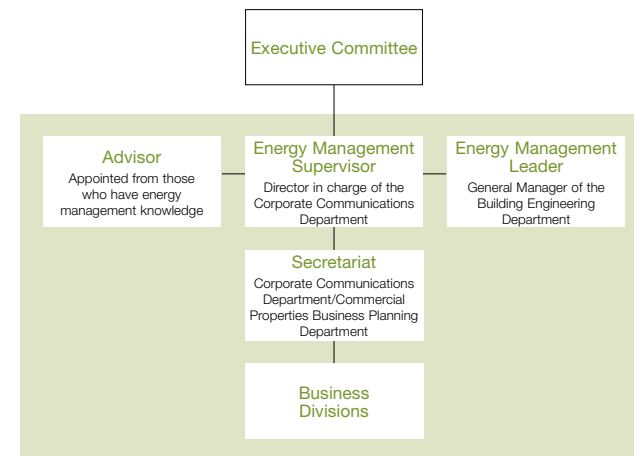 Executive Committee
Advisor
Appointed from those
who have energy
management knowledge
Energy Management
Supervisor
Director in charge of the
Corporate Communications
Department
Energy Management
Leader
General Manager of the
Building Engineering
Department
Secretariat
Corporate Communications
Department/Commercial
Properties Business Planning
Department
Business
Divisions